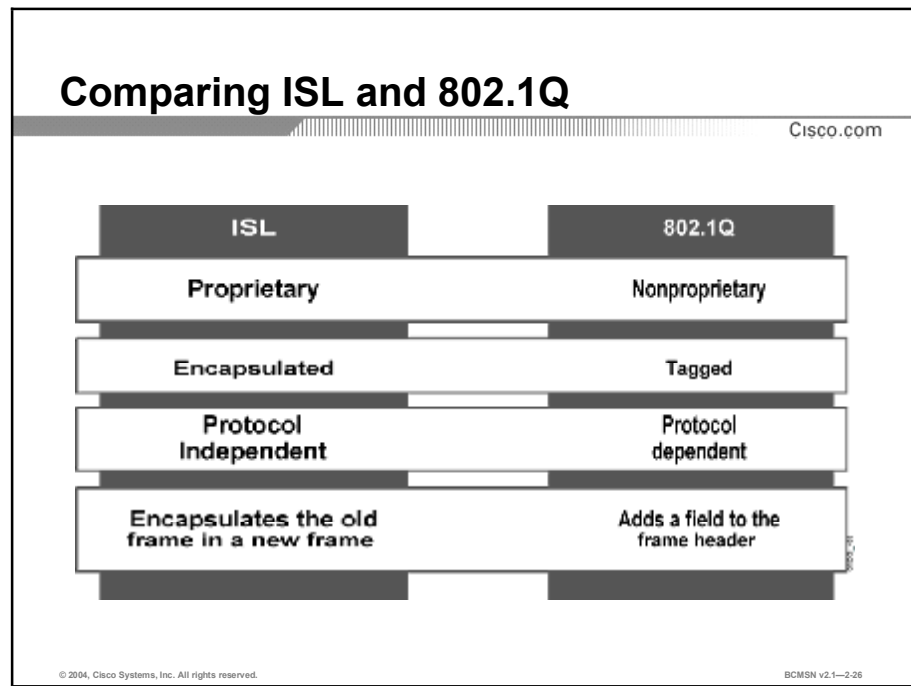 Comparing ISL and 802.1Q
Cisco.com
ISL 802.1Q
Proprietary Nonproprietary
Encapsulated Tagged
Protocol Protocol
Independent dependent
Encapsulates the old Adds a field to the
frame in a new frame frame header
© 2004, Cisco Systems, Inc. All rights reserved. BCMSN v2.1—2-26